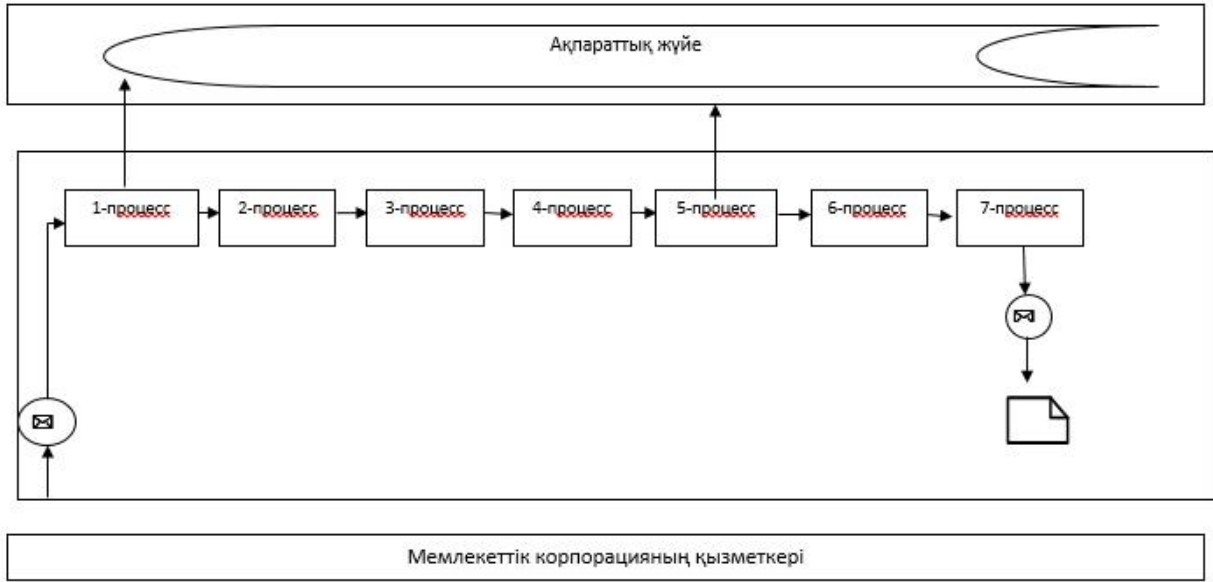 Ақпараттық жүйе
1-процесс
2-процесс
3-процесс
4-процесс
5-процесс
6-процесс
7-процесс
Мемлекеттік корпорацияның қызметкері